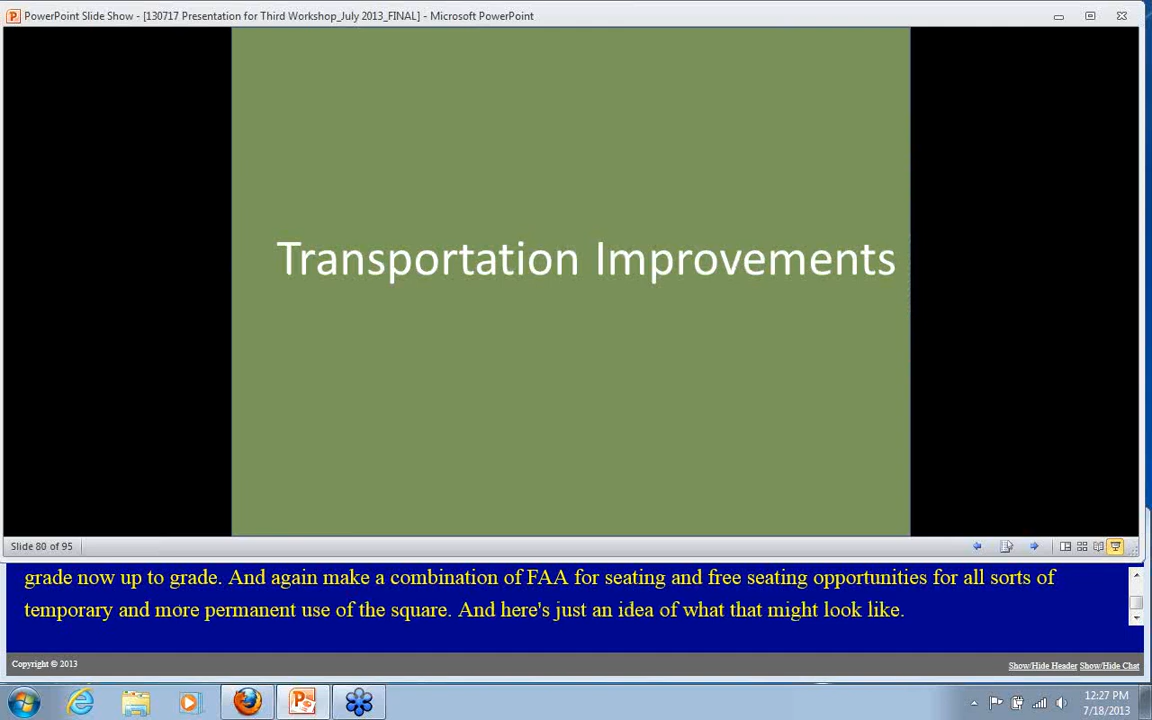 PowerPoint Slide Show - [130717 Presentation for Third Workshop_July 2013_FINAL] - Microsoft PowerPoint
Transportation Improvements
Slide 80 of 95
grade now up to grade. And again make a combination of FAA for seating and free seating opportunities for all sorts of
temporary and more permanent use of the square. And here's just an idea of what that might look like.
Copyright © 2013
Show/Hide Header Show/Hide Chat
12:27 PM
7/18/2013